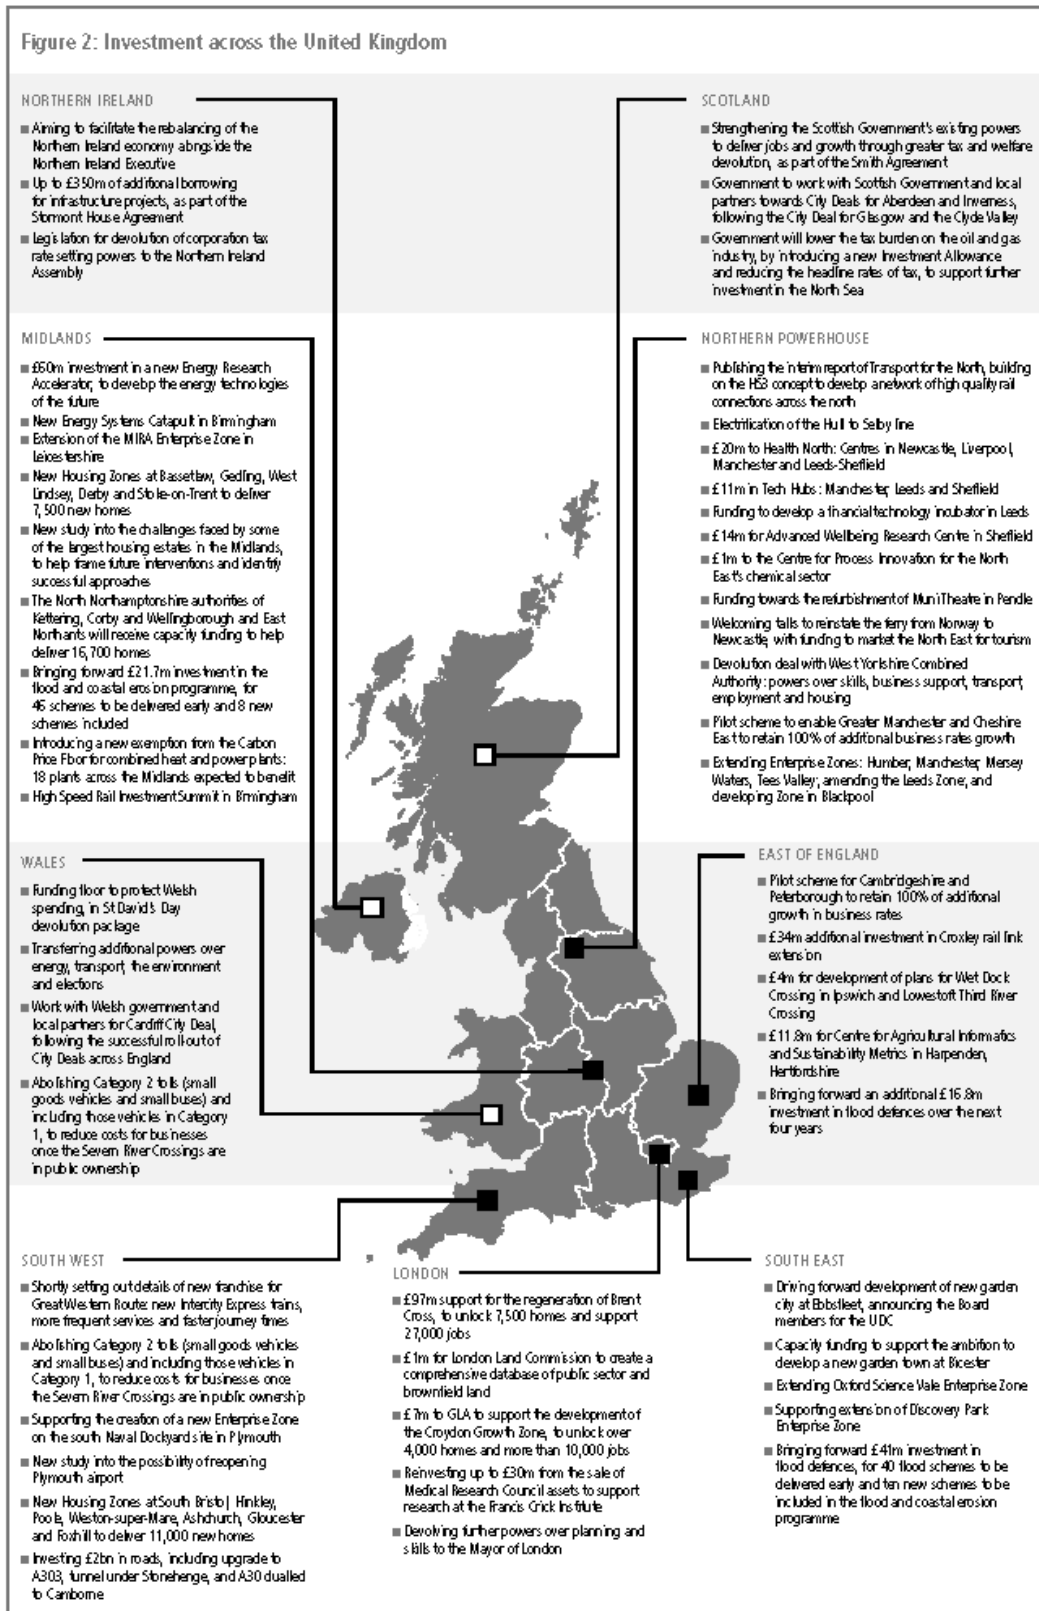 Figure 2: Investment across the United Kingdom
NORTHERN IRELAND
■ Aiming to facilitate the rebalancing of the
Northern Ireland economy alongside the
Northern Ireland Executive
■ Up to £350m of additional borrowing
for infrastructure projects, as part of the
Stormont House Agreement
■ Legislation for devolution of corporation tax
rate setting powers to the Northern Ireland
Assembly
SCOTLAND
■ Strengthening the Scottish Government's existing powers
to deliver jobs and growth through greater tax and welfare
devolution, as part of the Smith Agreement
■ Government to work with Scottish Government and local
partners towards City Deals for Aberdeen and Inverness,
following the City Deal for Glasgow and the Clyde Valley
■ Government will lower the tax burden on the oil and gas
industry, by introducing a new Investment Allowance
and reducing the headline rates of tax, to support further
investment in the North Sea
MIDLANDS
■ £60m investment in a new Energy Research
Accelerator, to develop the energy technologies
of the future
■ New Energy Systems Catapult in Birmingham
■ Extension of the MIRA Enterprise Zone in
Leicestershire
■ New Housing Zones at Bassetlaw, Gedling, West
Lindsey, Derby and Stoke-on-Trent to deliver
7,500 new homes
■ New study into the challenges faced by some
of the largest housing estates in the Midlands,
to help frame future interventions and identify
successful approaches
■ The North Northamptonshire authorities of
Kettering, Corby and Wellingborough and East
Northants will receive capacity funding to help
deliver 16,700 homes
■ Bringing forward £21.7m investment in the
flood and coastal erosion programme, for
46 schemes to be delivered early and 8 new
schemes included
■ Introducing a new exemption from the Carbon
Price Floor for combined heat and power plants:
18 plants across the Midlands expected to benefit
■ High Speed Rail Investment Summit in Birmingham
NORTHERN POWERHOUSE
■ Publishing the interim report of Transport for the North, building
on the HS3 concept to develop a network of high quality rail
connections across the north
■ Electrification of the Hull to Selby line
■ £20m to Health North: Centres in Newcastle, Liverpool,
Manchester and Leeds-Sheffield
■ £11m in Tech Hubs: Manchester, Leeds and Sheffield
■ Funding to develop a financial technology incubator in Leeds
■ £14m for Advanced Wellbeing Research Centre in Sheffield
■ £1m to the Centre for Process Innovation for the North
East's chemical sector
■ Funding towards the refurbishment of Muni Theatre in Pendle
■ Welcoming talks to reinstate the ferry from Norway to
Newcastle, with funding to market the North East for tourism
■ Devolution deal with West Yorkshire Combined
Authority: powers over skills, business support, transport,
employment and housing
■ Pilot scheme to enable Greater Manchester and Cheshire
East to retain 100% of additional business rates growth
■ Extending Enterprise Zones: Humber, Manchester, Mersey
Waters, Tees Valley; amending the Leeds Zone; and
developing Zone in Blackpool
WALES
■ Funding floor to protect Welsh
spending, in St David's Day
devolution package
■ Transferring additional powers over
energy, transport, the environment
and elections
■ Work with Welsh government and
local partners for Cardiff City Deal,
following the successful roll-out of
City Deals across England
■ Abolishing Category 2 tolls (small
goods vehicles and small buses) and
including those vehicles in Category
1, to reduce costs for businesses
once the Severn River Crossings are
in public ownership
EAST OF ENGLAND
■ Pilot scheme for Cambridgeshire and
Peterborough to retain 100% of additional
growth in business rates
■ £34m additional investment in Croxley rail link
extension
■ £4m for development of plans for Wet Dock
Crossing in Ipswich and Lowestoft Third River
Crossing
■ £11.8m for Centre for Agricultural Informatics
and Sustainability Metrics in Harpenden,
Hertfordshire
■ Bringing forward an additional £16.8m
investment in flood defences over the next
four years
SOUTH WEST
■ Shortly setting out details of new franchise for
Great Western Route: new Intercity Express trains,
more frequent services and faster journey times
■ Abolishing Category 2 tolls (small goods vehicles
and small buses) and including those vehicles in
Category 1, to reduce costs for businesses once
the Severn River Crossings are in public ownership
■ Supporting the creation of a new Enterprise Zone
on the south Naval Dockyard site in Plymouth
■ New study into the possibility of reopening
Plymouth airport
■ New Housing Zones at South Bristol, Hinkley,
Poole, Weston-super-Mare, Ashchurch, Gloucester
and Foxhill to deliver 11,000 new homes
■ Investing £2bn in roads, including upgrade to
A303, tunnel under Stonehenge, and A30 dualled
to Camborne
LONDON
■ £97m support for the regeneration of Brent
Cross, to unlock 7,500 homes and support
27,000 jobs
■ £1m for London Land Commission to create a
comprehensive database of public sector and
brownfield land
■ £7m to GLA to support the development of
the Croydon Growth Zone, to unlock over
4,000 homes and more than 10,000 jobs
■ Reinvesting up to £30m from the sale of
Medical Research Council assets to support
research at the Francis Crick Institute
■ Devolving further powers over planning and
skills to the Mayor of London
SOUTH EAST
■ Driving forward development of new garden
city at Ebbsfleet, announcing the Board
members for the UDC
■ Capacity funding to support the ambition to
develop a new garden town at Bicester
■ Extending Oxford Science Vale Enterprise Zone
■ Supporting extension of Discovery Park
Enterprise Zone
■ Bringing forward £41m investment in
flood defences, for 40 flood schemes to be
delivered early and ten new schemes to be
included in the flood and coastal erosion
programme